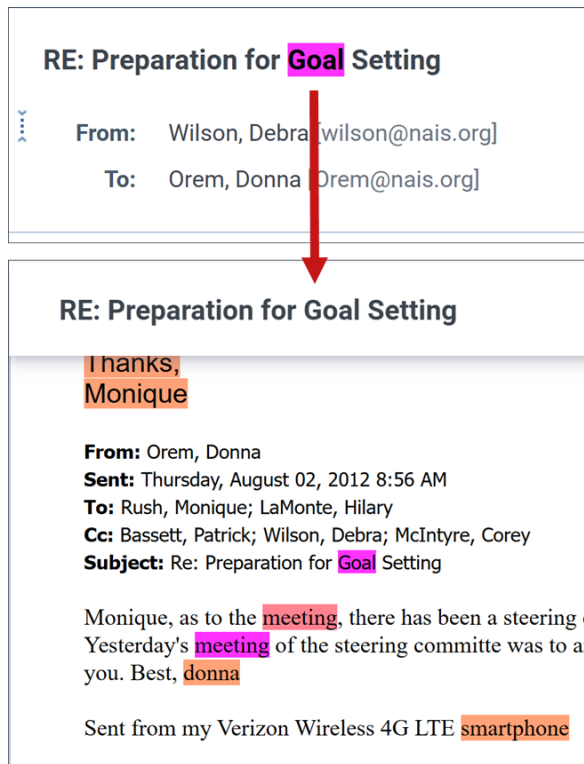 RE: Preparation for Goal Setting
From: Wilson, Debra [wilson@nais.org]
To: Orem, Donna [Orem@nais.org]
RE: Preparation for Goal Setting
Thanks,
Monique
From: Orem, Donna
Sent: Thursday, August 02, 2012 8:56 AM
To: Rush, Monique; LaMonte, Hilary
Cc: Bassett, Patrick; Wilson, Debra; McIntyre, Corey
Subject: Re: Preparation for Goal Setting
Monique, as to the meeting, there has been a steering
Yesterday's meeting of the steering committe was to
you. Best, donna
Sent from my Verizon Wireless 4G LTE smartphone